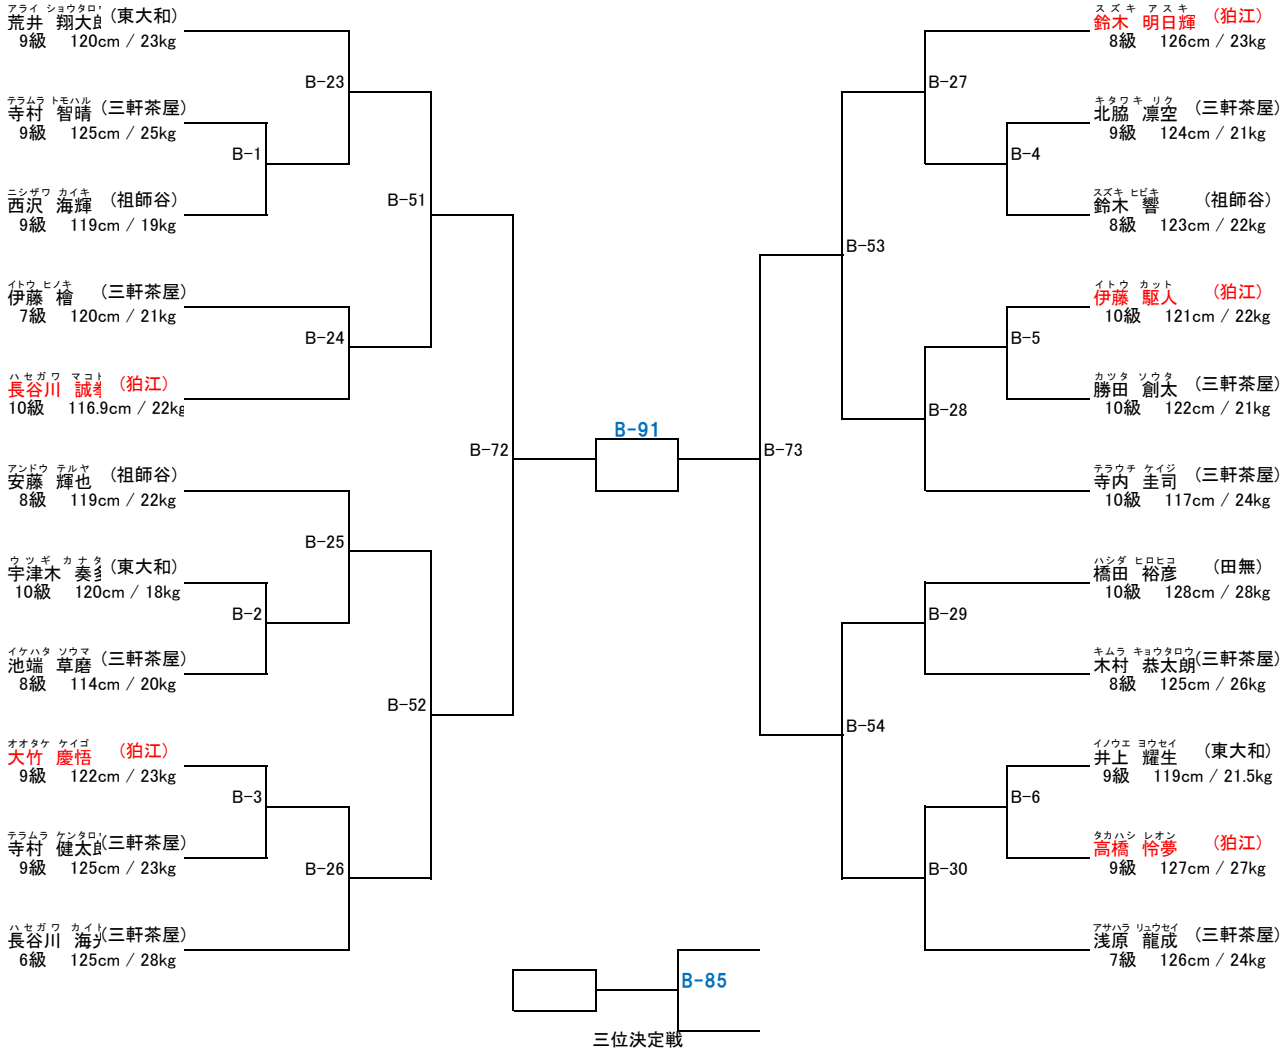 アライ ショウタロウ
荒井 翔大郎 (東大和)
9級 120cm / 23kg
テラムラ トモハル
寺村 智晴 (三軒茶屋)
9級 125cm / 25kg
ニシザワ カイキ
西沢 海輝 (祖師谷)
9級 119cm / 19kg
イトウ ヒノキ
伊藤 檜 (三軒茶屋)
7級 120cm / 21kg
ハセガワ マコト
長谷川 誠 (狛江)
10級 116.9cm / 22kg
アンドウ テルヤ
安藤 輝也 (祖師谷)
8級 119cm / 22kg
ウツギ カナタ
宇津木 奏多 (東大和)
10級 120cm / 18kg
イケハタ ソウマ
池端 草磨 (三軒茶屋)
8級 114cm / 20kg
オオタケ ケイゴ
大竹 慶悟 (狛江)
9級 122cm / 23kg
テラムラ ケンタロウ
寺村 健太郎 (三軒茶屋)
9級 125cm / 23kg
ハセガワ カイト
長谷川 海 (三軒茶屋)
6級 125cm / 28kg
B-23
B-1
B-51
B-24
B-72
B-25
B-2
B-52
B-3
B-26
B-91
B-85
三位決定戦
B-27
B-4
B-53
B-5
B-28
B-73
B-29
B-54
B-6
B-30
スズキ アスキ
鈴木 明日輝 (狛江)
8級 126cm / 23kg
キタワキ リク
北脇 凛空 (三軒茶屋)
9級 124cm / 21kg
スズキ ヒビキ
鈴木 響 (祖師谷)
8級 123cm / 22kg
イトウ カット
伊藤 駆人 (狛江)
10級 121cm / 22kg
カツタ ソウタ
勝田 創太 (三軒茶屋)
10級 122cm / 21kg
テラウチ ケイジ
寺内 圭司 (三軒茶屋)
10級 117cm / 24kg
ハシダ ヒロヒコ
橋田 裕彦 (田無)
10級 128cm / 28kg
キムラ キョウタロウ
木村 恭太朗 (三軒茶屋)
8級 125cm / 26kg
イノウエ ヨウセイ
井上 耀生 (東大和)
9級 119cm / 21.5kg
タカハシ レオン
高橋 怜夢 (狛江)
9級 127cm / 27kg
アサハラ リュウセイ
浅原 龍成 (三軒茶屋)
7級 126cm / 24kg